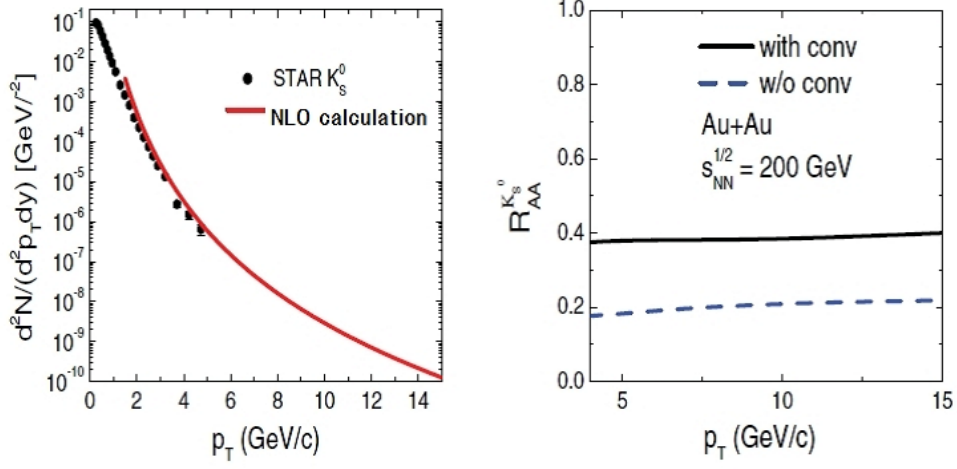 d²N/(d²p_T dy) [GeV/⁻²]
10⁻¹
10⁻²
10⁻³
10⁻⁴
10⁻⁵
10⁻⁶
10⁻⁷
10⁻⁸
10⁻⁹
10⁻¹⁰
STAR K⁰_s
NLO calculation
0 2 4 6 8 10 12 14
p_T (GeV/c)
R_AA^{K_s⁰}
1.0
0.8
0.6
0.4
0.2
0.0
with conv
w/o conv
Au+Au
s_NN^{1/2} = 200 GeV
5 10 15
p_T (GeV/c)